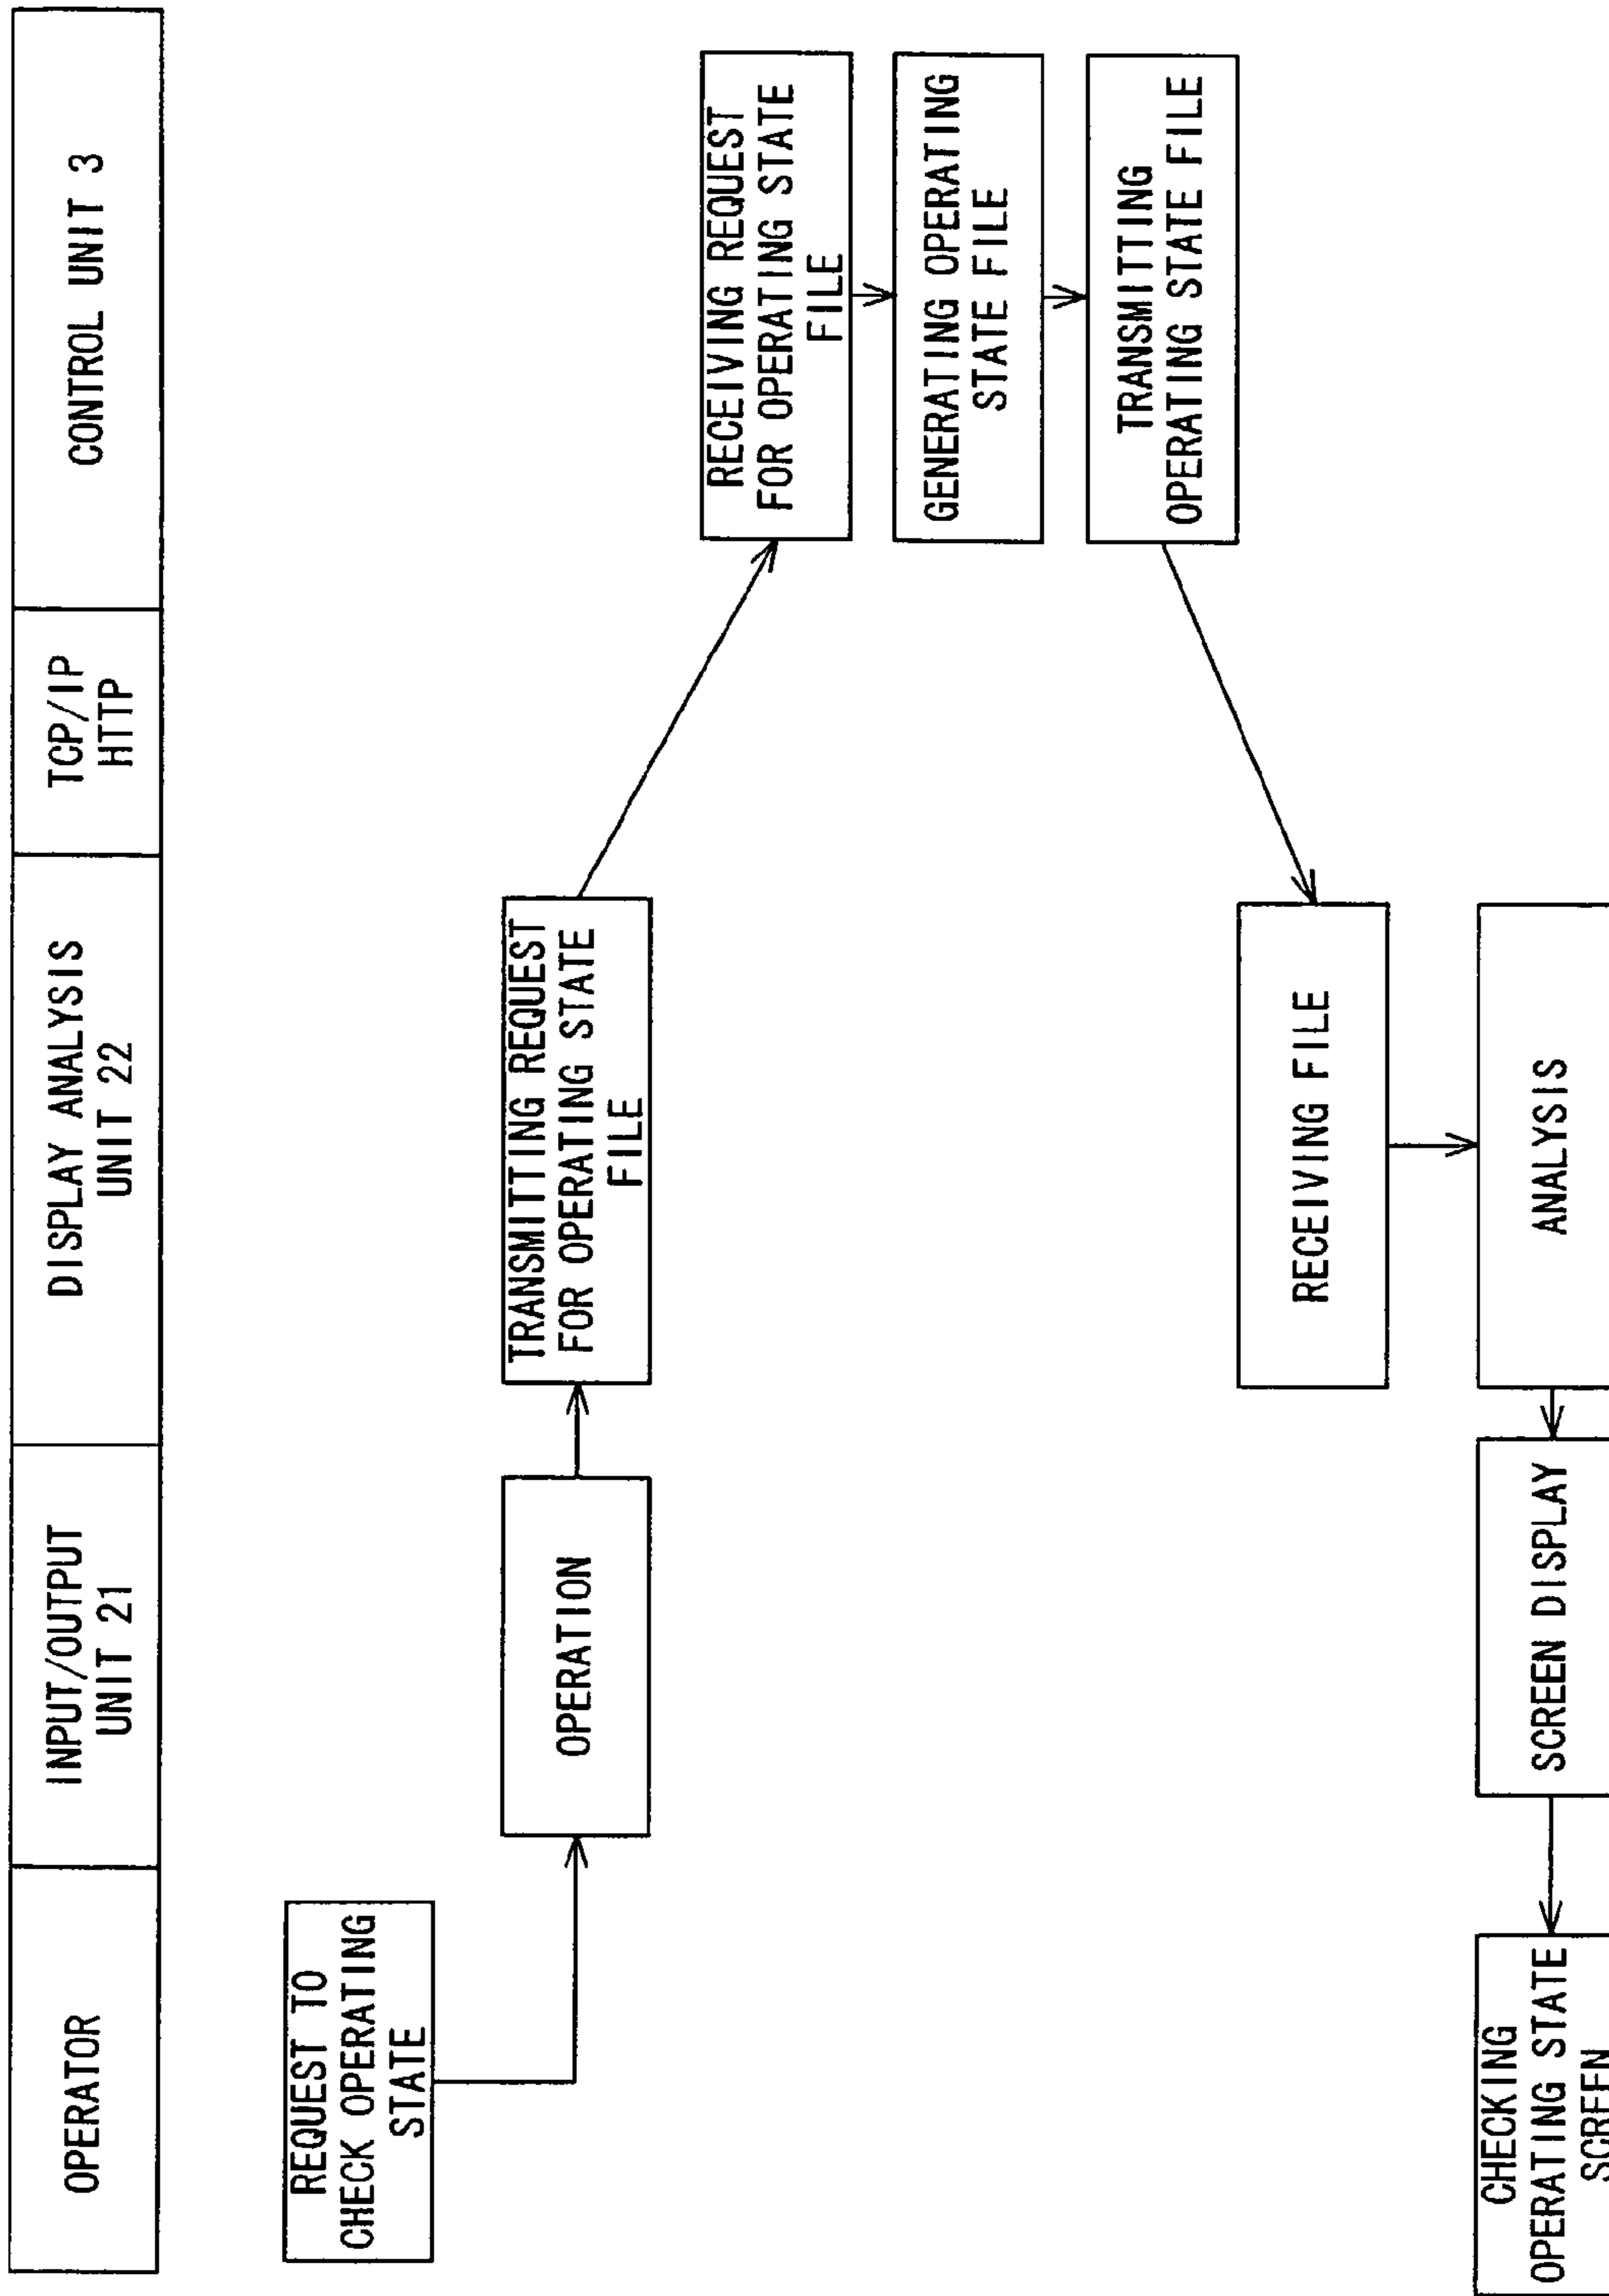 OPERATOR
INPUT/OUTPUT
UNIT 21
DISPLAY ANALYSIS
UNIT 22
TCP/IP
HTTP
CONTROL UNIT 3
REQUEST TO
CHECK OPERATING
STATE
OPERATION
TRANSMITTING REQUEST
FOR OPERATING STATE
FILE
RECEIVING REQUEST
FOR OPERATING STATE
FILE
GENERATING OPERATING
STATE FILE
TRANSMITTING
OPERATING STATE FILE
RECEIVING FILE
ANALYSIS
SCREEN DISPLAY
CHECKING
OPERATING STATE
SCREEN